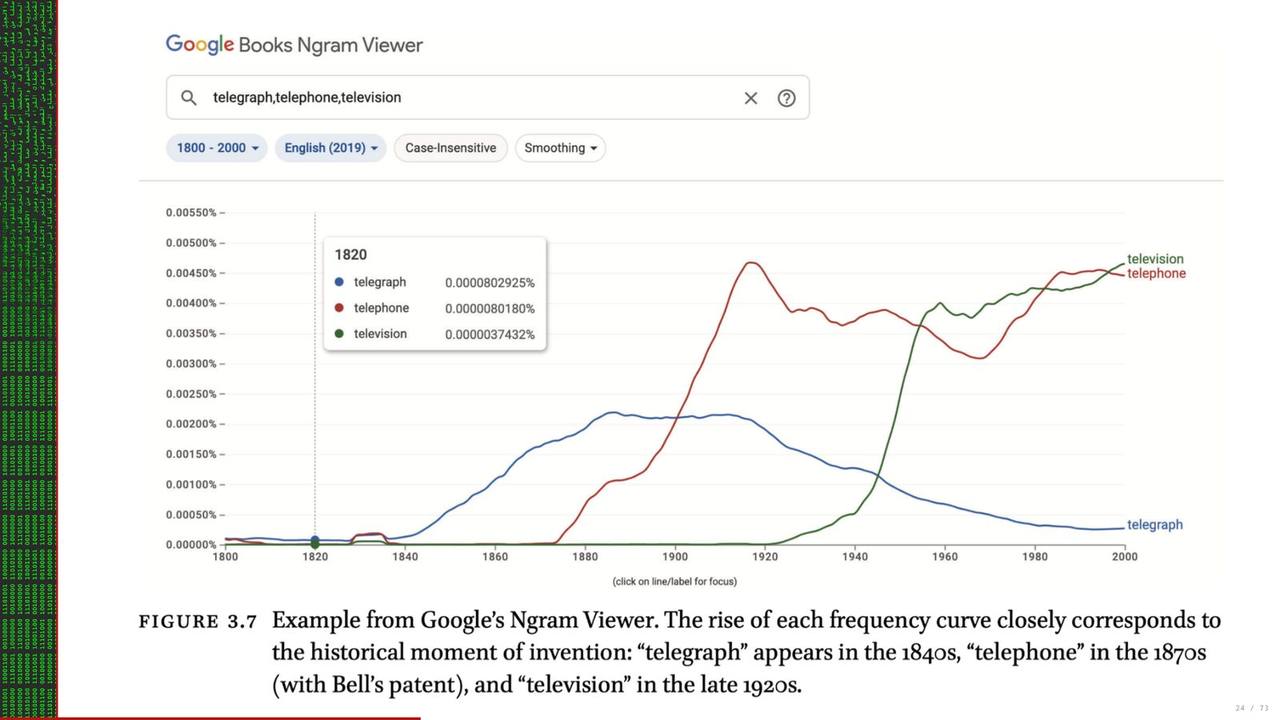 Google Books Ngram Viewer
telegraph,telephone,television
1800 - 2000
English (2019)
Case-Insensitive
Smoothing
0.00550%
0.00500%
0.00450%
0.00400%
0.00350%
0.00300%
0.00250%
0.00200%
0.00150%
0.00100%
0.00050%
0.00000%
1820
telegraph 0.0000802925%
telephone 0.0000080180%
television 0.0000037432%
television
telephone
telegraph
1800 1820 1840 1860 1880 1900 1920 1940 1960 1980 2000
(click on line/label for focus)
FIGURE 3.7 Example from Google’s Ngram Viewer. The rise of each frequency curve closely corresponds to
the historical moment of invention: “telegraph” appears in the 1840s, “telephone” in the 1870s
(with Bell’s patent), and “television” in the late 1920s.
24 / 73